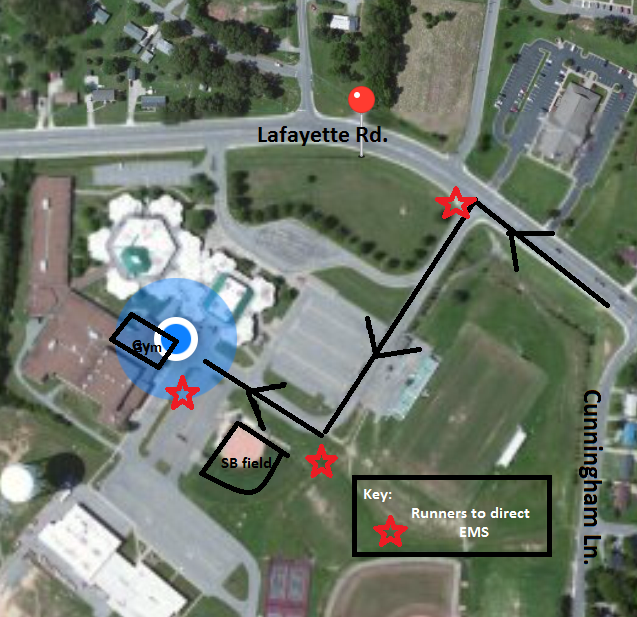 Lafayette Rd.
Gym
SB field
Cunningham Ln.
Key:
Runners to direct
EMS